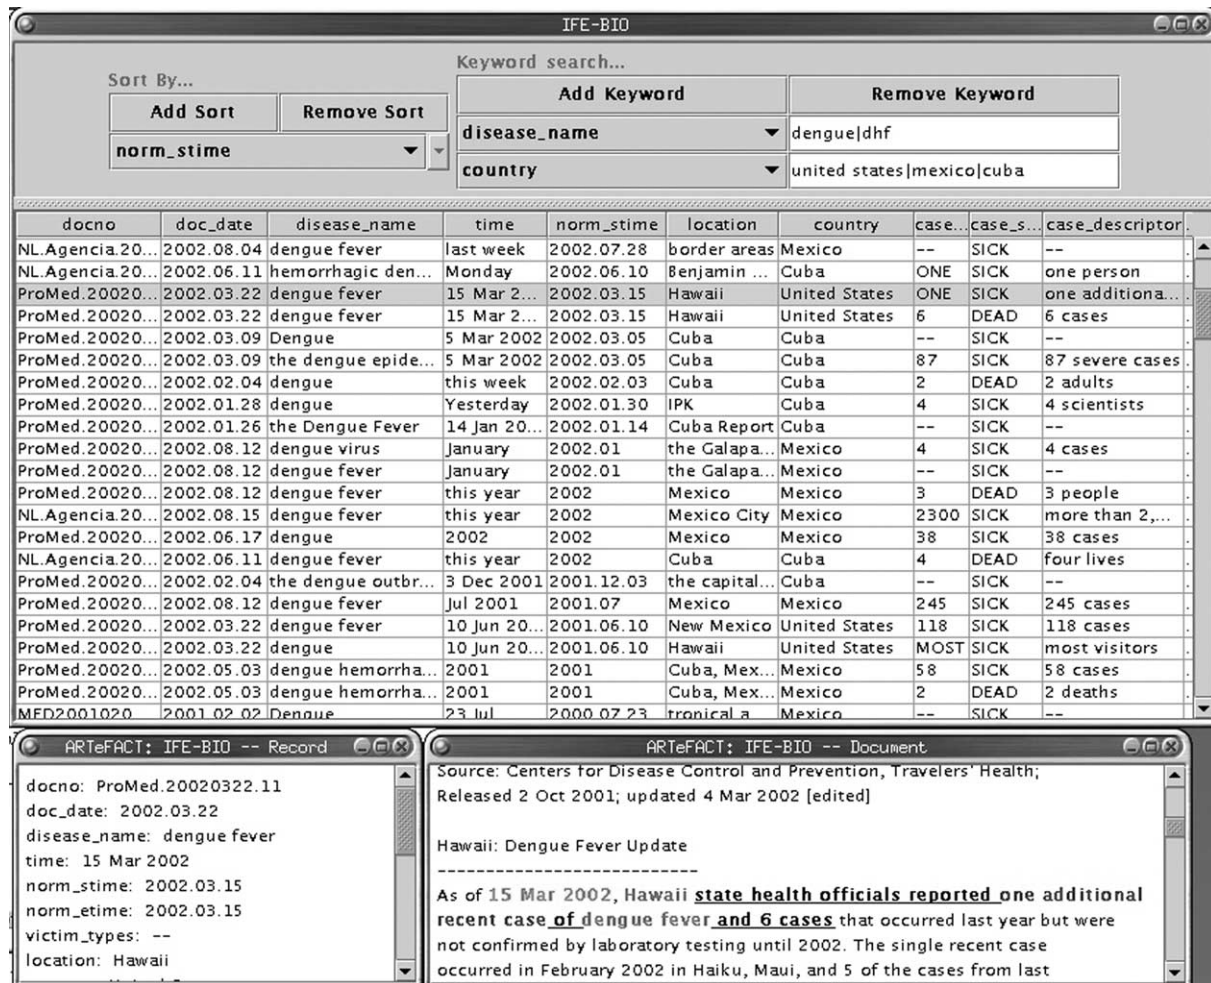 IFE-BIO
Sort By...
Keyword search...
Add Sort Remove Sort
Add Keyword Remove Keyword
norm_stime
disease_name dengue|dhf
country united states|mexico|cuba
docno doc_date disease_name time norm_stime location country case... case_s... case_descriptor.
NL.Agencia.20... 2002.08.04 dengue fever last week 2002.07.28 border areas Mexico -- SICK --
NL.Agencia.20... 2002.06.11 hemorrhagic den... Monday 2002.06.10 Benjamin ... Cuba ONE SICK one person
ProMed.20020... 2002.03.22 dengue fever 15 Mar 2... 2002.03.15 Hawaii United States ONE SICK one additiona...
ProMed.20020... 2002.03.22 dengue fever 15 Mar 2... 2002.03.15 Hawaii United States 6 DEAD 6 cases
ProMed.20020... 2002.03.09 Dengue 5 Mar 2002 2002.03.05 Cuba Cuba -- SICK --
ProMed.20020... 2002.03.09 the dengue epide... 5 Mar 2002 2002.03.05 Cuba Cuba 87 SICK 87 severe cases
ProMed.20020... 2002.02.04 dengue this week 2002.02.03 Cuba Cuba 2 DEAD 2 adults
ProMed.20020... 2002.01.28 dengue Yesterday 2002.01.30 IPK Cuba 4 SICK 4 scientists
ProMed.20020... 2002.01.26 the Dengue Fever 14 Jan 20... 2002.01.14 Cuba Report Cuba -- SICK --
ProMed.20020... 2002.08.12 dengue virus January 2002.01 the Galapa... Mexico 4 SICK 4 cases
ProMed.20020... 2002.08.12 dengue fever January 2002.01 the Galapa... Mexico -- SICK --
ProMed.20020... 2002.08.12 dengue fever this year 2002 Mexico Mexico 3 DEAD 3 people
NL.Agencia.20... 2002.08.15 dengue fever this year 2002 Mexico City Mexico 2300 SICK more than 2,...
ProMed.20020... 2002.06.17 dengue 2002 2002 Mexico Mexico 38 SICK 38 cases
NL.Agencia.20... 2002.06.11 dengue fever this year 2002 Cuba Cuba 4 DEAD four lives
ProMed.20020... 2002.02.04 the dengue outbr... 3 Dec 2001 2001.12.03 the capital... Cuba -- SICK --
ProMed.20020... 2002.08.12 dengue fever Jul 2001 2001.07 Mexico Mexico 245 SICK 245 cases
ProMed.20020... 2002.03.22 dengue fever 10 Jun 20... 2001.06.10 New Mexico United States 118 SICK 118 cases
ProMed.20020... 2002.03.22 dengue 10 Jun 20... 2001.06.10 Hawaii United States MOST SICK most visitors
ProMed.20020... 2002.05.03 dengue hemorrha... 2001 2001 Cuba, Mex... Mexico 58 SICK 58 cases
ProMed.20020... 2002.05.03 dengue hemorrha... 2001 2001 Cuba, Mex... Mexico 2 DEAD 2 deaths
MED2001020 2001.02.02 Dengue 23 Jul 2000.07.23 tropical a Mexico -- SICK --
ARTeFACT: IFE-BIO -- Record
docno: ProMed.20020322.11
doc_date: 2002.03.22
disease_name: dengue fever
time: 15 Mar 2002
norm_stime: 2002.03.15
norm_etime: 2002.03.15
victim_types: --
location: Hawaii
ARTeFACT: IFE-BIO -- Document
Source: Centers for Disease Control and Prevention, Travelers' Health;
Released 2 Oct 2001; updated 4 Mar 2002 [edited]
Hawaii: Dengue Fever Update
---------------------------
As of 15 Mar 2002, Hawaii state health officials reported one additional
recent case of dengue fever and 6 cases that occurred last year but were
not confirmed by laboratory testing until 2002. The single recent case
occurred in February 2002 in Haiku, Maui, and 5 of the cases from last